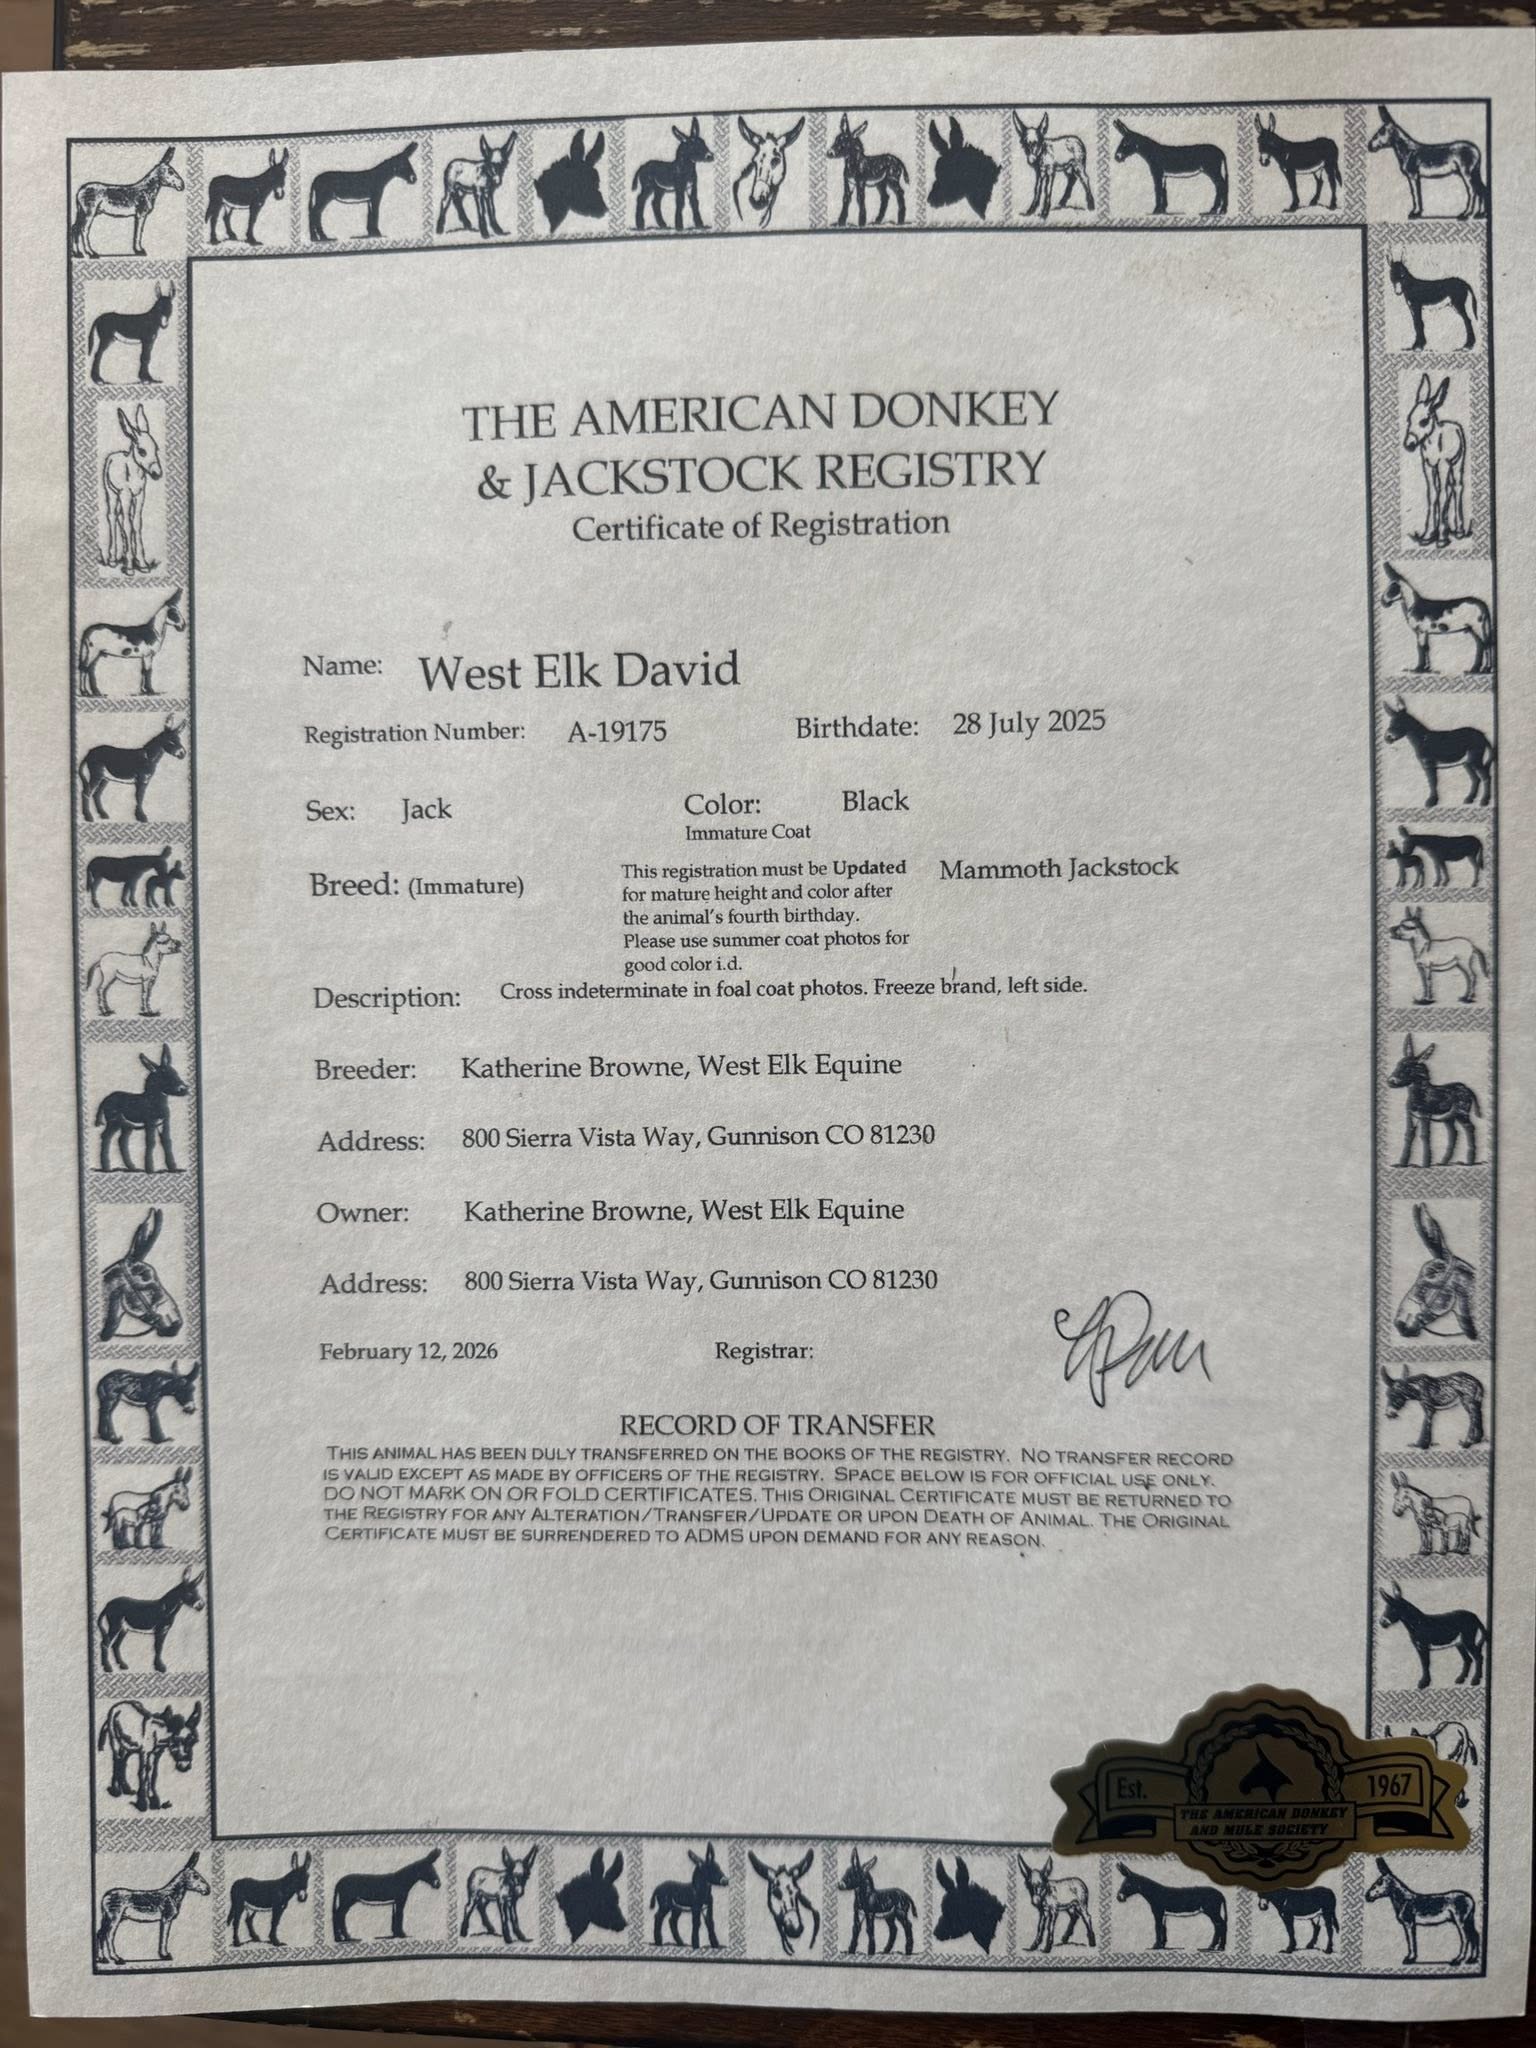 THE AMERICAN DONKEY
& JACKSTOCK REGISTRY
Certificate of Registration
Name: West Elk David
Registration Number: A-19175 Birthdate: 28 July 2025
Sex: Jack Color: Black
Immature Coat
Breed: (Immature) This registration must be Updated Mammoth Jackstock
for mature height and color after
the animal's fourth birthday.
Please use summer coat photos for
good color i.d.
Description: Cross indeterminate in foal coat photos. Freeze brand, left side.
Breeder: Katherine Browne, West Elk Equine
Address: 800 Sierra Vista Way, Gunnison CO 81230
Owner: Katherine Browne, West Elk Equine
Address: 800 Sierra Vista Way, Gunnison CO 81230
February 12, 2026 Registrar:
RECORD OF TRANSFER
THIS ANIMAL HAS BEEN DULY TRANSFERRED ON THE BOOKS OF THE REGISTRY. NO TRANSFER RECORD
IS VALID EXCEPT AS MADE BY OFFICERS OF THE REGISTRY. SPACE BELOW IS FOR OFFICIAL USE ONLY.
DO NOT MARK ON OR FOLD CERTIFICATES. THIS ORIGINAL CERTIFICATE MUST BE RETURNED TO
THE REGISTRY FOR ANY ALTERATION/TRANSFER/UPDATE OR UPON DEATH OF ANIMAL. THE ORIGINAL
CERTIFICATE MUST BE SURRENDERED TO ADMS UPON DEMAND FOR ANY REASON.
Est. 1967
THE AMERICAN DONKEY
AND MULE SOCIETY